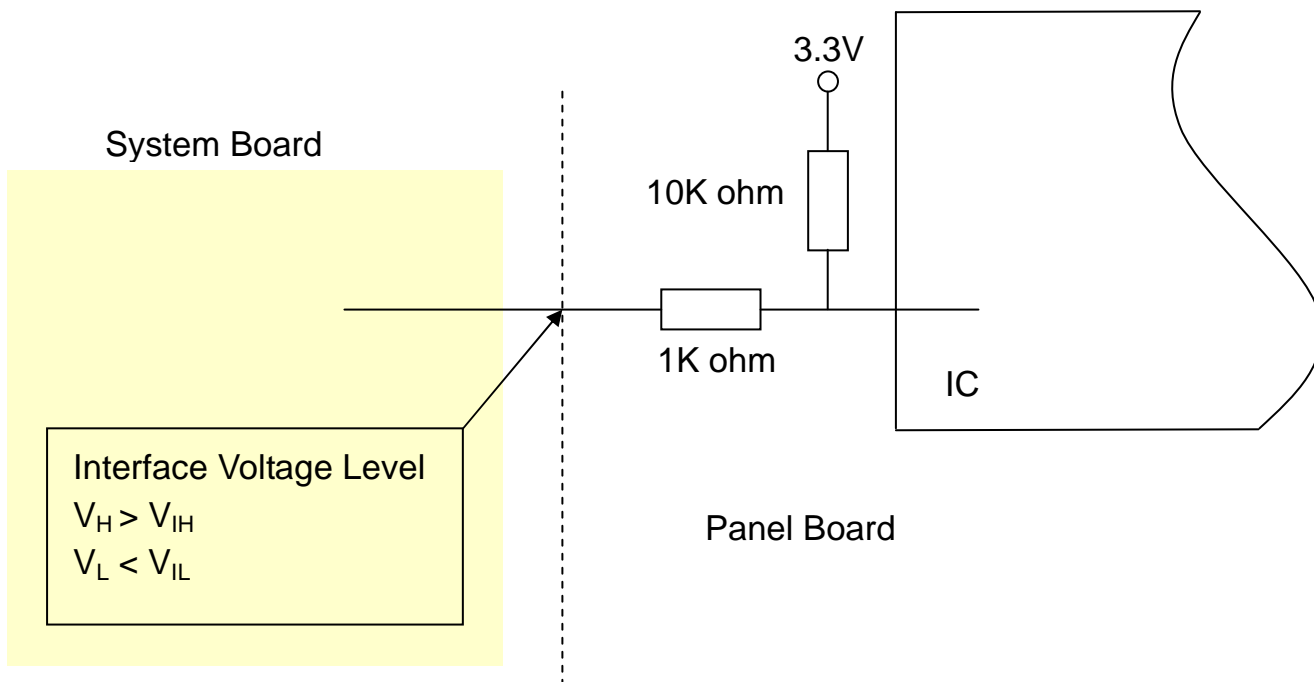 3.3V
System Board
10K ohm
1K ohm
IC
Interface Voltage Level
VH > VIH
VL < VIL
Panel Board